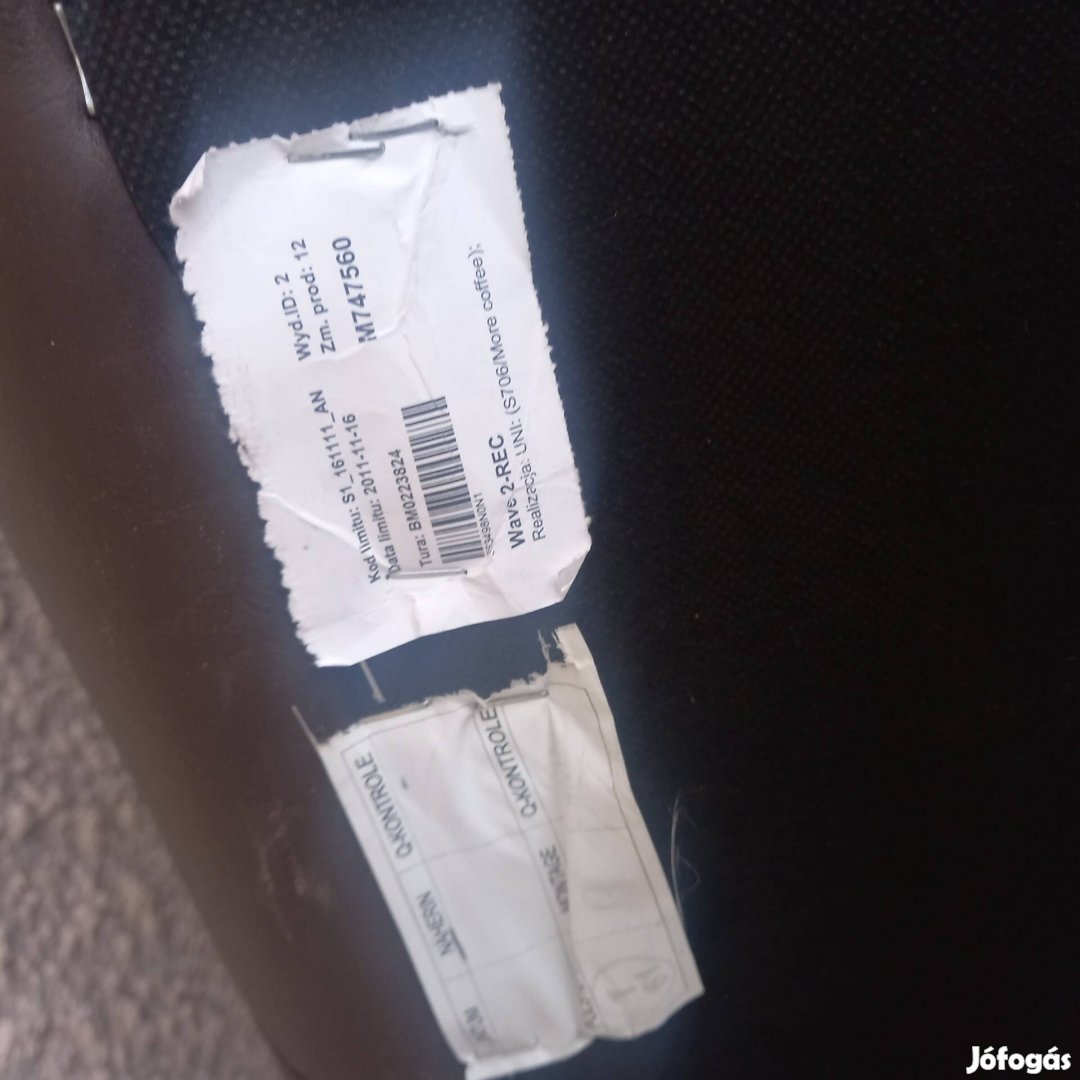 Kod limitu: S1_161111_AN Wyd.ID: 2
Data limitu: 2011-11-16 Zm. prod: 12
Tura: BM0223824 M747560
Wave 2-REC
Realizacja: UNI: (S706/More coffee);
NÄHERIN Q-KONTROLE
MONTAGE Q-KONTROLE
Jófogás